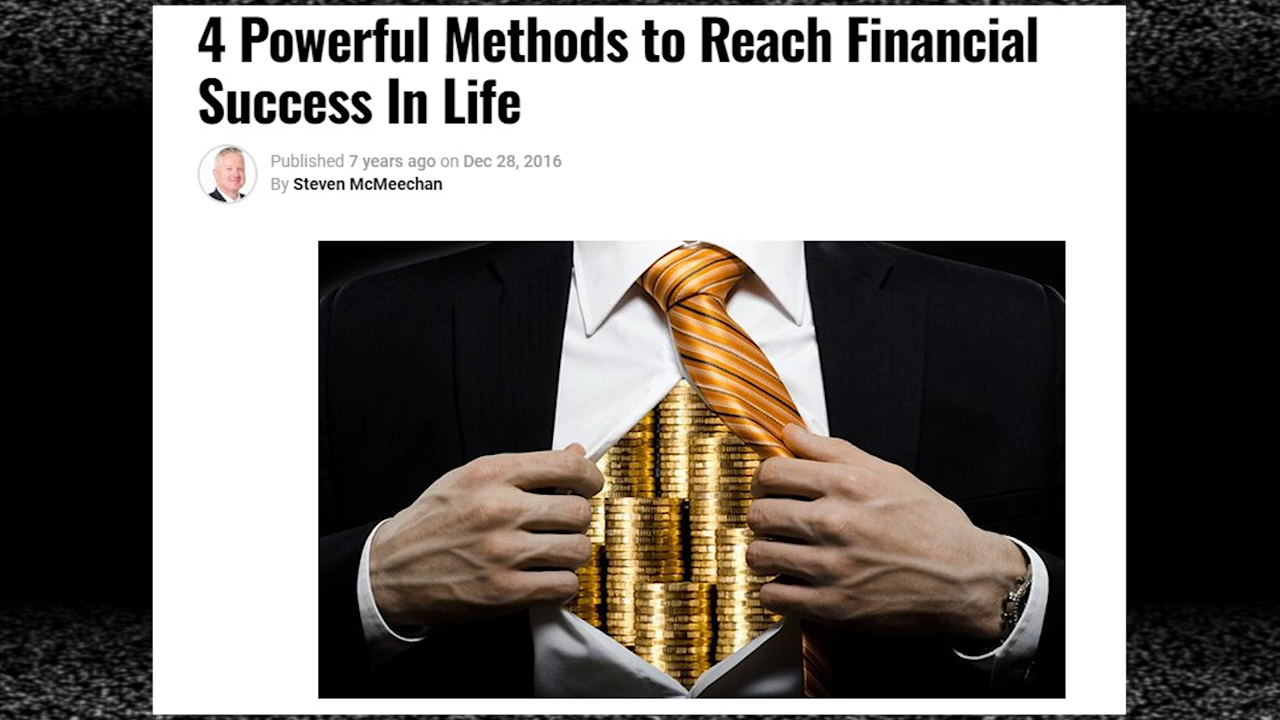 4 Powerful Methods to Reach Financial
Success In Life
Published 7 years ago on Dec 28, 2016
By Steven McMeechan